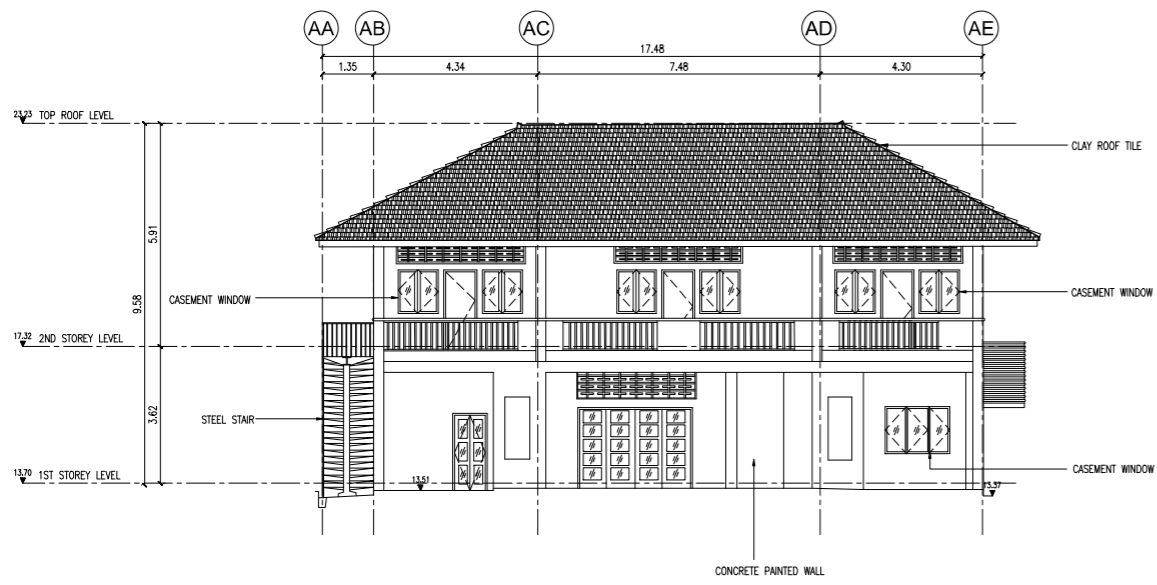 AA AB AC AD AE
17.48
1.35 4.34 7.48 4.30
23.23 TOP ROOF LEVEL
CLAY ROOF TILE
5.91
9.58
CASEMENT WINDOW
CASEMENT WINDOW
17.32 2ND STOREY LEVEL
3.62
STEEL STAIR
CASEMENT WINDOW
13.70 1ST STOREY LEVEL
13.51
13.37
CONCRETE PAINTED WALL